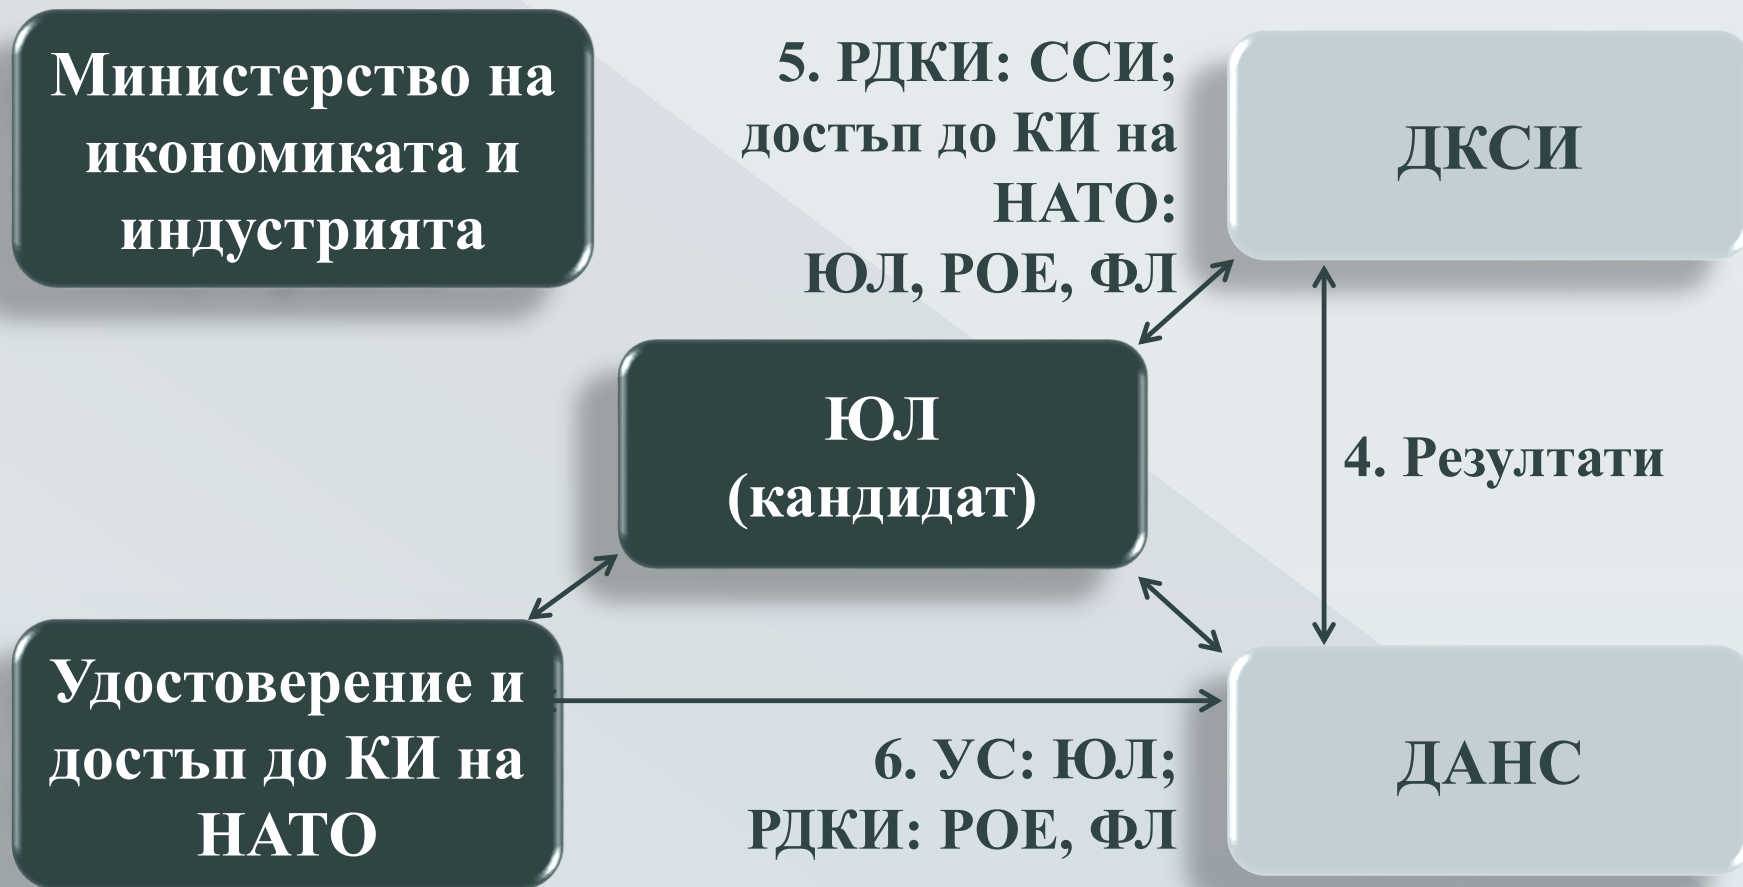 Министерство на
икономиката и
индустрията
5. РДКИ: ССИ;
достъп до КИ на
НАТО:
ЮЛ, РОЕ, ФЛ
ДКСИ
ЮЛ
(кандидат)
4. Резултати
Удостоверение и
достъп до КИ на
НАТО
6. УС: ЮЛ;
РДКИ: РОЕ, ФЛ
ДАНС